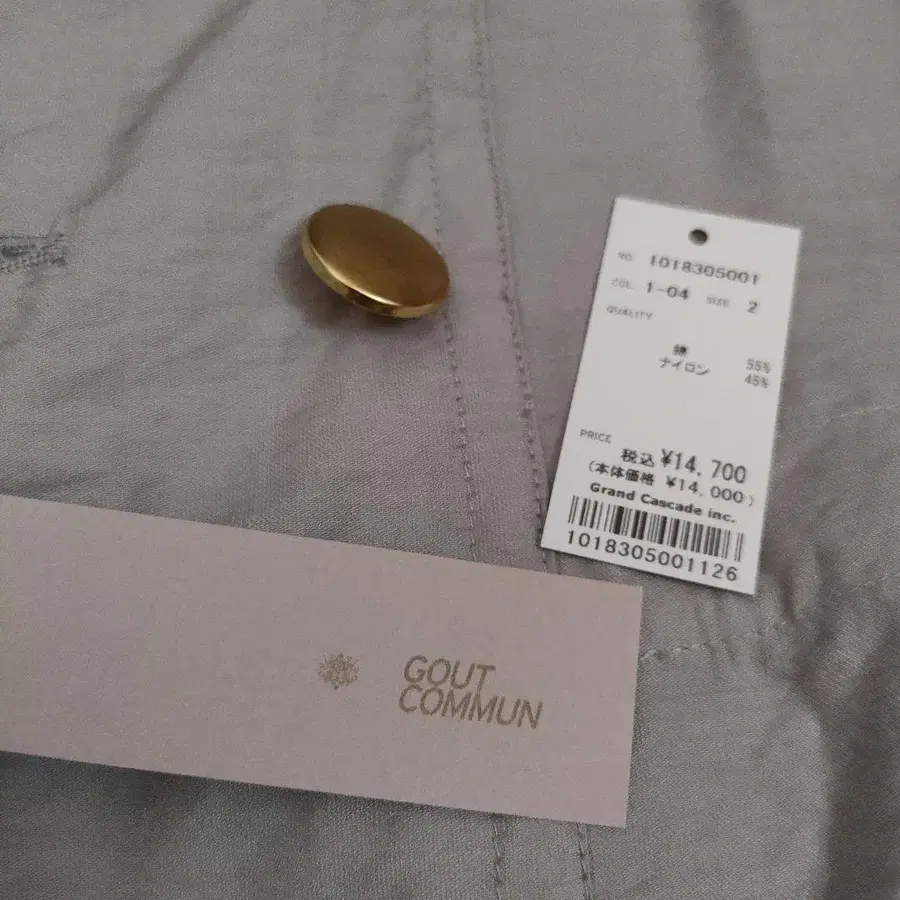 NO. 1018305001
COL. 1-04 SIZE 2
QUALITY
綿 55%
ナイロン 45%
PRICE
税込 ¥14,700
(本体価格 ¥14,000)
Grand Cascade inc.
1018305001126
GOUT
COMMUN